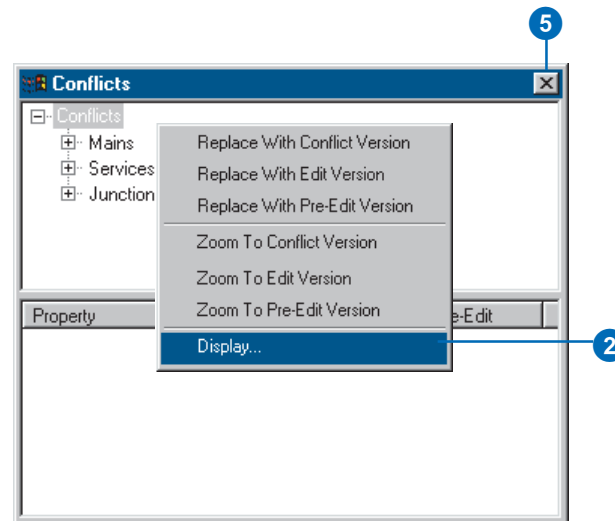 5
Conflicts
Conflicts
Mains
Services
Junction
Replace With Conflict Version
Replace With Edit Version
Replace With Pre-Edit Version
Zoom To Conflict Version
Zoom To Edit Version
Zoom To Pre-Edit Version
Display...
2
Property
e-Edit